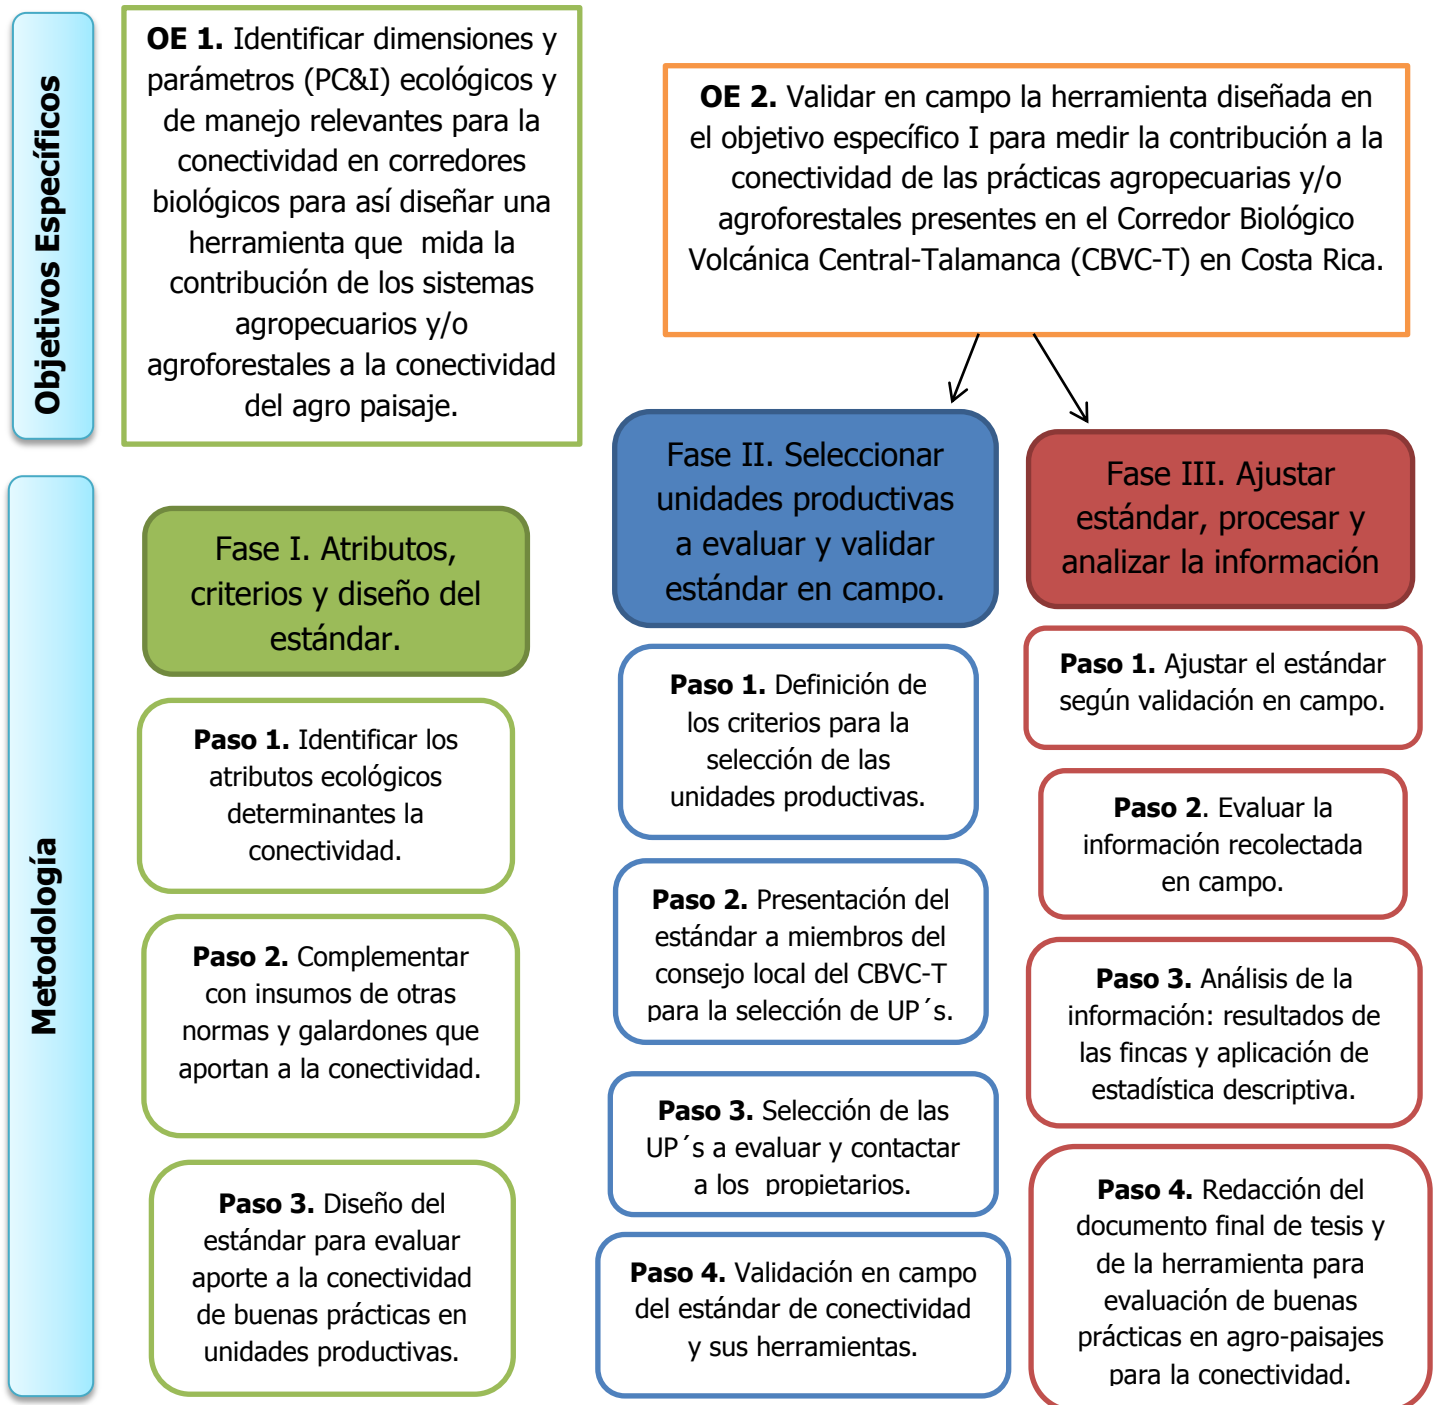 Objetivos Específicos
OE 1. Identificar dimensiones y
parámetros (PC&I) ecológicos y
de manejo relevantes para la
conectividad en corredores
biológicos para así diseñar una
herramienta que mida la
contribución de los sistemas
agropecuarios y/o
agroforestales a la conectividad
del agro paisaje.
OE 2. Validar en campo la herramienta diseñada en
el objetivo específico I para medir la contribución a la
conectividad de las prácticas agropecuarias y/o
agroforestales presentes en el Corredor Biológico
Volcánica Central-Talamanca (CBVC-T) en Costa Rica.
Metodología
Fase I. Atributos,
criterios y diseño del
estándar.
Paso 1. Identificar los
atributos ecológicos
determinantes la
conectividad.
Paso 2. Complementar
con insumos de otras
normas y galardones que
aportan a la conectividad.
Paso 3. Diseño del
estándar para evaluar
aporte a la conectividad
de buenas prácticas en
unidades productivas.
Fase II. Seleccionar
unidades productivas
a evaluar y validar
estándar en campo.
Paso 1. Definición de
los criterios para la
selección de las
unidades productivas.
Paso 2. Presentación del
estándar a miembros del
consejo local del CBVC-T
para la selección de UP´s.
Paso 3. Selección de las
UP´s a evaluar y contactar
a los propietarios.
Paso 4. Validación en campo
del estándar de conectividad
y sus herramientas.
Fase III. Ajustar
estándar, procesar y
analizar la información
Paso 1. Ajustar el estándar
según validación en campo.
Paso 2. Evaluar la
información recolectada
en campo.
Paso 3. Análisis de la
información: resultados de
las fincas y aplicación de
estadística descriptiva.
Paso 4. Redacción del
documento final de tesis y
de la herramienta para
evaluación de buenas
prácticas en agro-paisajes
para la conectividad.